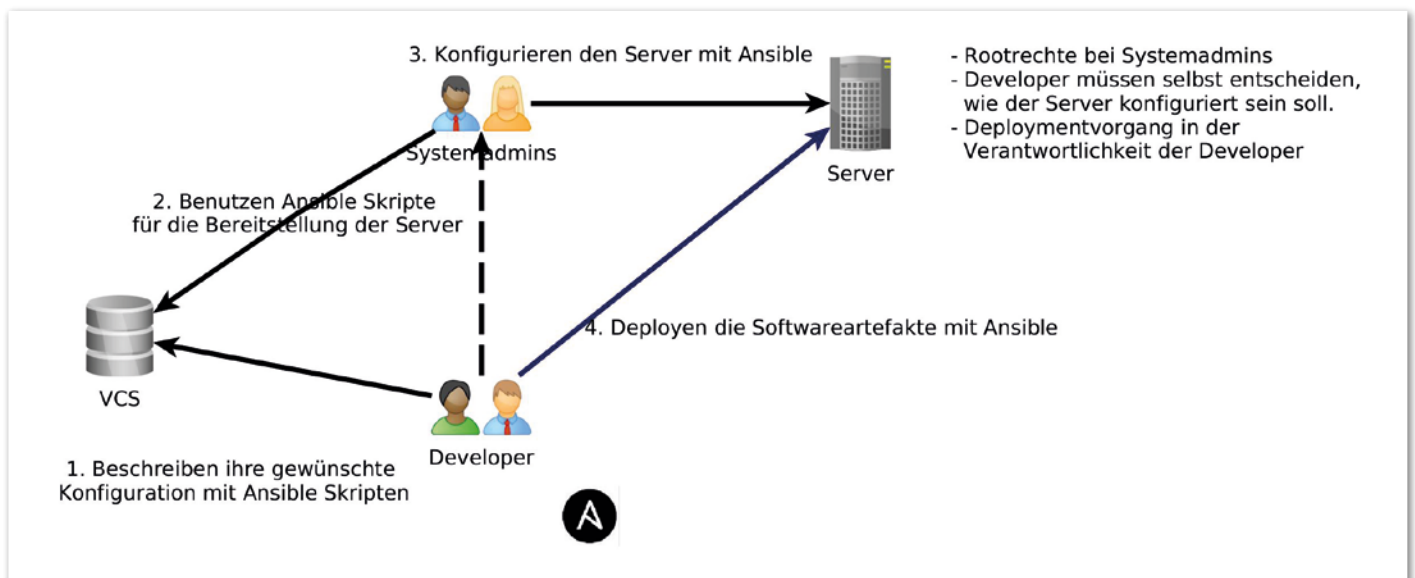 3. Konfigurieren den Server mit Ansible
- Rootrechte bei Systemadmins
- Developer müssen selbst entscheiden,
wie der Server konfiguriert sein soll.
- Deploymentvorgang in der
Verantwortlichkeit der Developer
Systemadmins
Server
2. Benutzen Ansible Skripte
für die Bereitstellung der Server
4. Deployen die Softwareartefakte mit Ansible
VCS
Developer
1. Beschreiben ihre gewünschte
Konfiguration mit Ansible Skripten